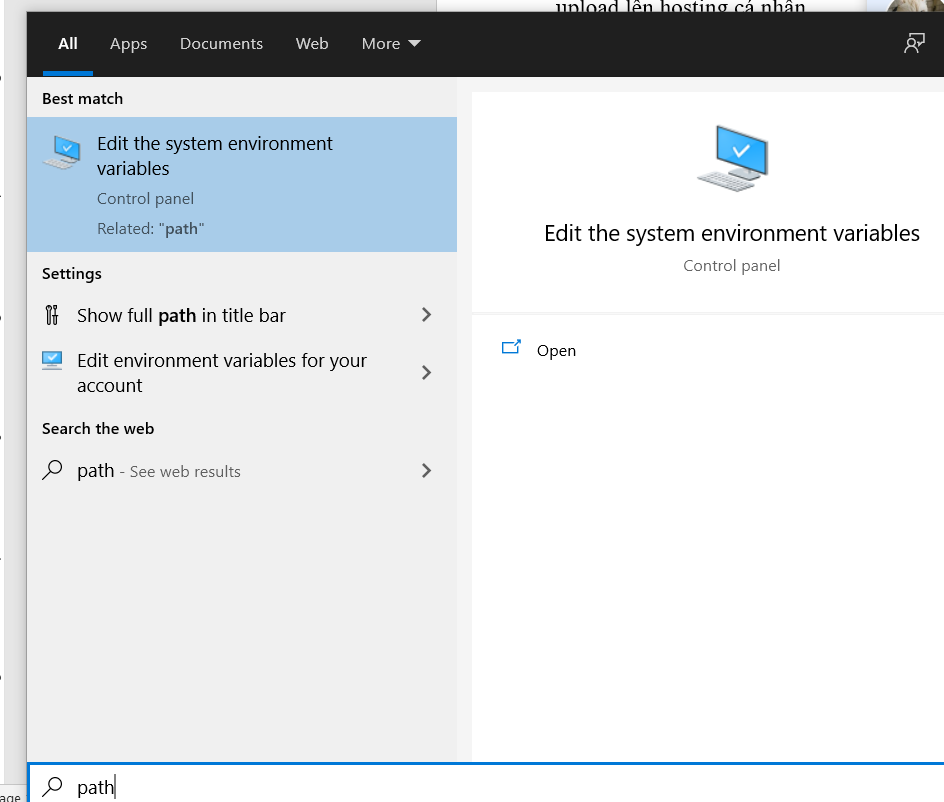 upload lên hosting cá nhân
All
Apps
Documents
Web
More
Best match
Edit the system environment
variables
Control panel
Related: "path"
Settings
Show full path in title bar
Edit environment variables for your
account
Search the web
path - See web results
Edit the system environment variables
Control panel
Open
path
age